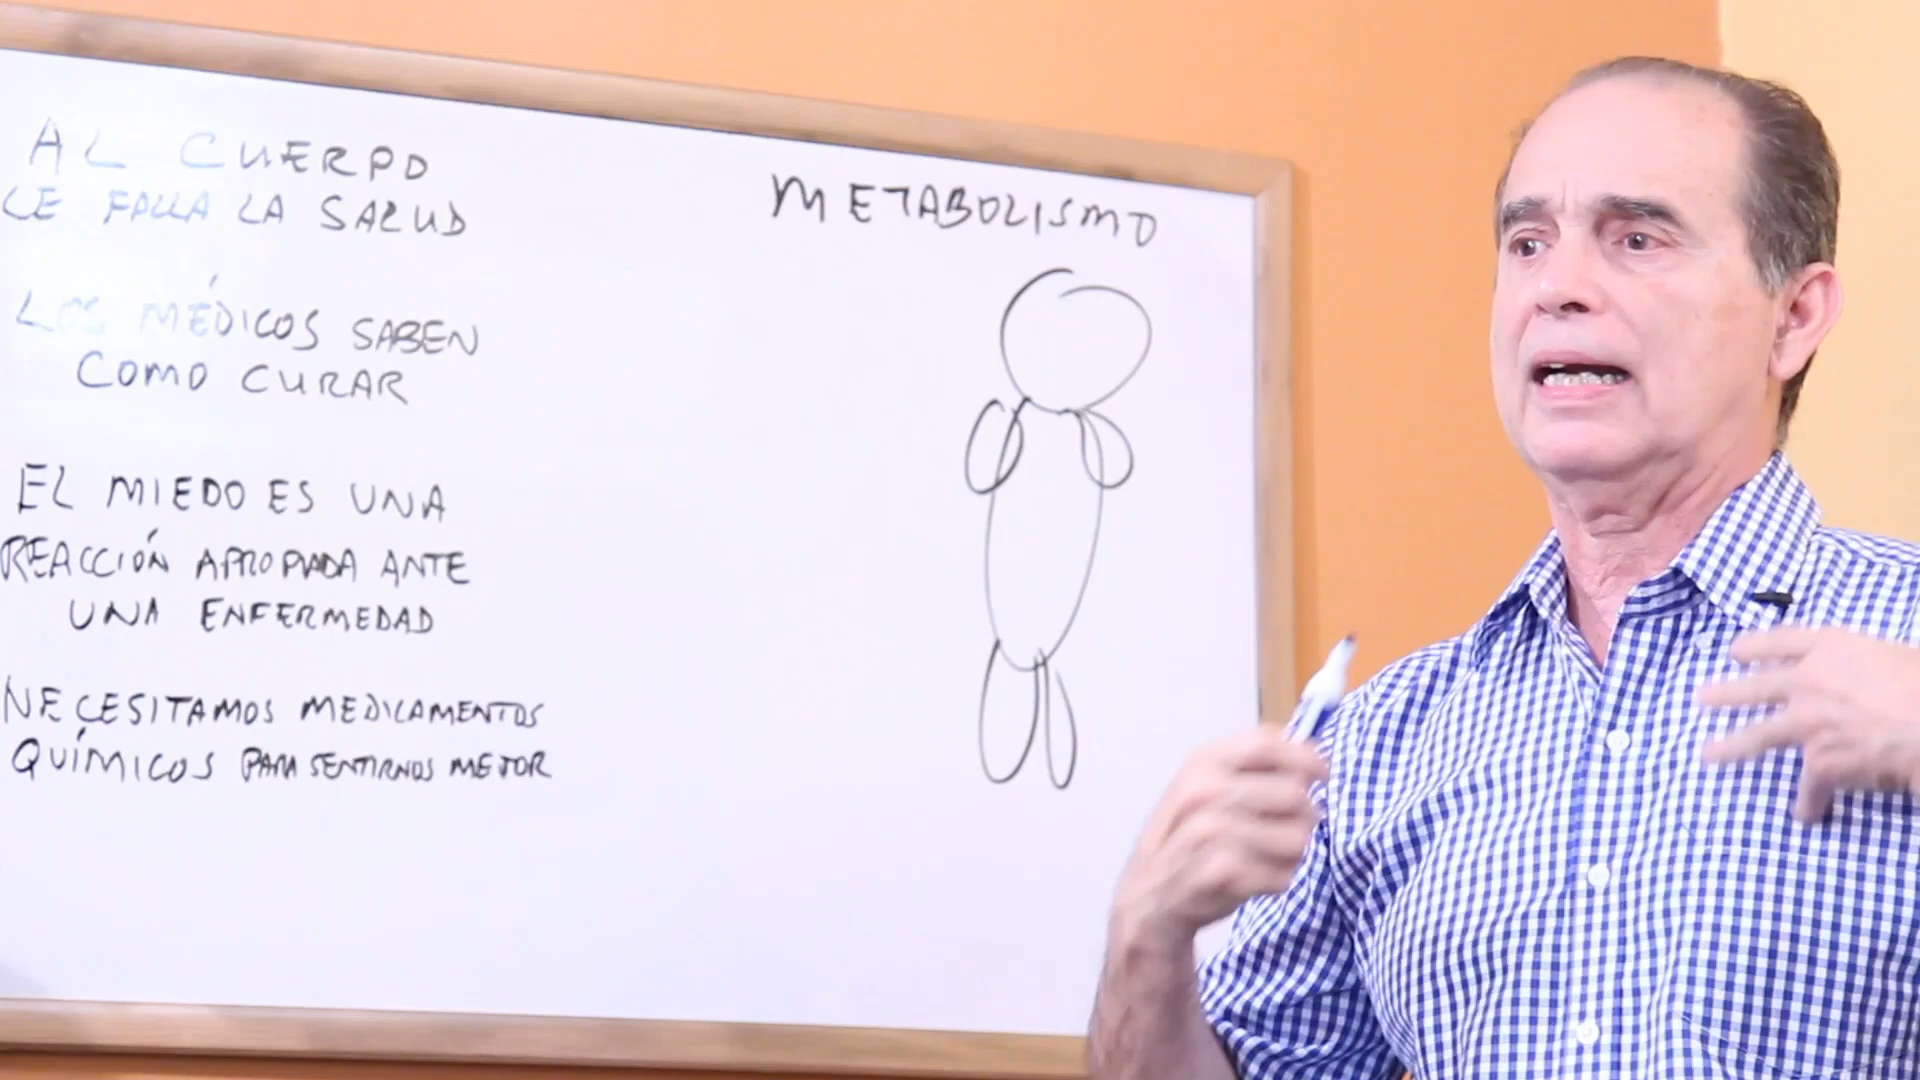 AL CUERPO
LE FALLA LA SALUD
LOS MÉDICOS SABEN
COMO CURAR
EL MIEDO ES UNA
REACCIÓN APROPIADA ANTE
UNA ENFERMEDAD
NECESITAMOS MEDICAMENTOS
QUÍMICOS PARA SENTIRNOS MEJOR
METABOLISMO